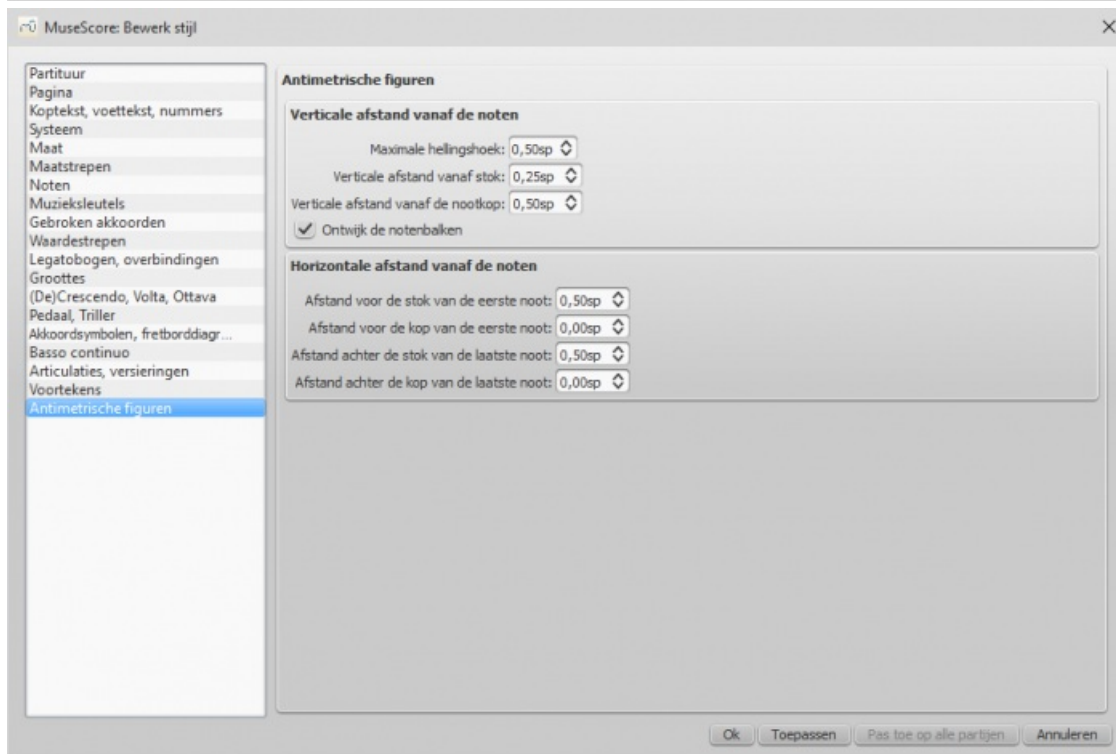 MuseScore: Bewerk stijl
Partituur
Pagina
Koptekst, voettekst, nummers
Systeem
Maat
Maatstrepen
Noten
Muzieksleutels
Gebroken akkoorden
Waardestrepen
Legatobogen, overbindingen
Groottes
(De)Crescendo, Volta, Ottava
Pedaal, Triller
Akkoordsymbolen, fretborddiagr...
Basso continuo
Articulaties, versieringen
Voortekens
Antimetrische figuren
Antimetrische figuren
Verticale afstand vanaf de noten
Maximale hellingshoek: 0,50sp
Verticale afstand vanaf stok: 0,25sp
Verticale afstand vanaf de nootkop: 0,50sp
Ontwijk de notenbalken
Horizontale afstand vanaf de noten
Afstand voor de stok van de eerste noot: 0,50sp
Afstand voor de kop van de eerste noot: 0,00sp
Afstand achter de stok van de laatste noot: 0,50sp
Afstand achter de kop van de laatste noot: 0,00sp
Ok Toepassen Pas toe op alle partijen Annuleren